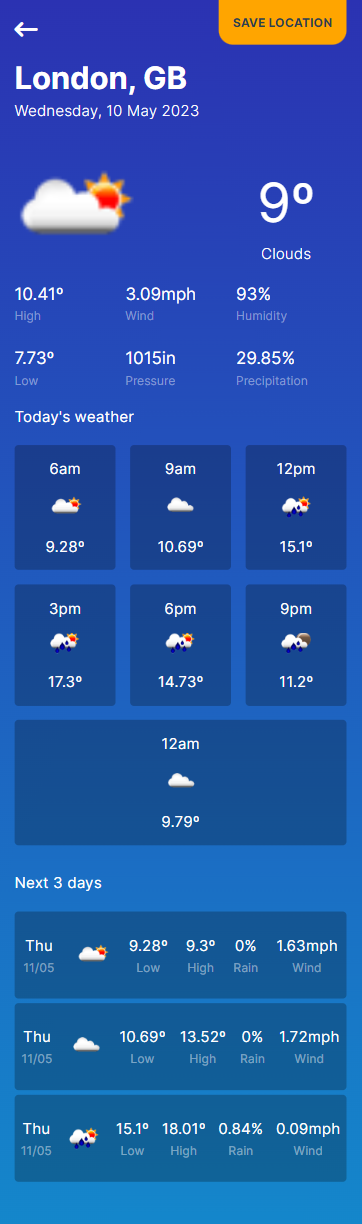 SAVE LOCATION
London, GB
Wednesday, 10 May 2023
9º
Clouds
10.41º 3.09mph 93%
High Wind Humidity
7.73º 1015in 29.85%
Low Pressure Precipitation
Today's weather
6am 9am 12pm
9.28º 10.69º 15.1º
3pm 6pm 9pm
17.3º 14.73º 11.2º
12am
9.79º
Next 3 days
Thu 9.28º 9.3º 0% 1.63mph
11/05 Low High Rain Wind
Thu 10.69º 13.52º 0% 1.72mph
11/05 Low High Rain Wind
Thu 15.1º 18.01º 0.84% 0.09mph
11/05 Low High Rain Wind